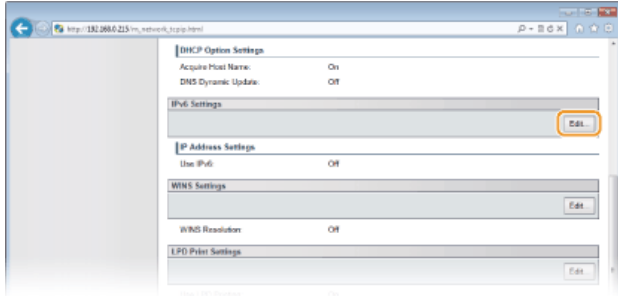 http://192.168.0.215/m_network_tcpip.html
DHCP Option Settings
Acquire Host Name: On
DNS Dynamic Update: Off
IPv6 Settings
Edit...
IP Address Settings
Use IPv6: Off
WINS Settings
Edit...
WINS Resolution: Off
LPD Print Settings
Edit...